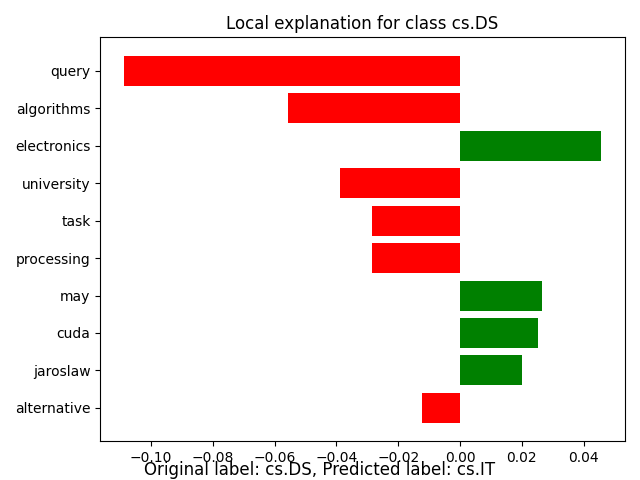 Local explanation for class cs.DS
query
algorithms
electronics
university
task
processing
may
cuda
jaroslaw
alternative
−0.10 −0.08 −0.06 −0.04 −0.02 0.00 0.02 0.04
Original label: cs.DS, Predicted label: cs.IT